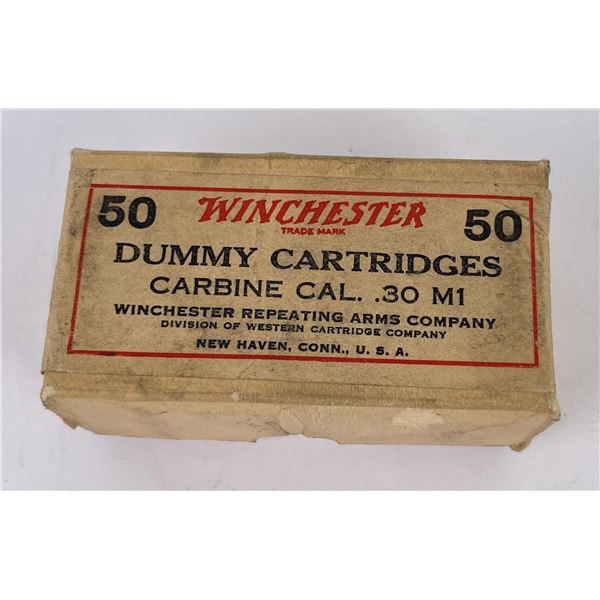 50 WINCHESTER 50
TRADE MARK
DUMMY CARTRIDGES
CARBINE CAL. .30 M1
WINCHESTER REPEATING ARMS COMPANY
DIVISION OF WESTERN CARTRIDGE COMPANY
NEW HAVEN, CONN., U. S. A.